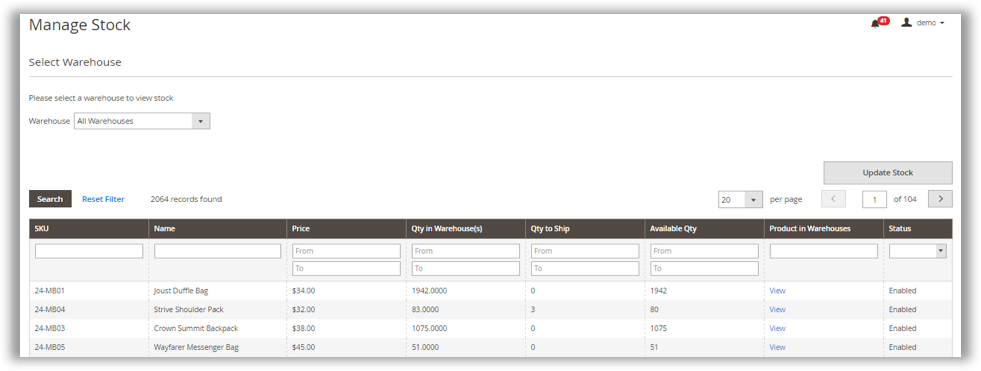 Manage Stock
41
demo
Select Warehouse
Please select a warehouse to view stock
Warehouse All Warehouses
Update Stock
Search Reset Filter 2064 records found 20 per page 1 of 104
SKU Name Price Qty in Warehouse(s) Qty to Ship Available Qty Product in Warehouses Status
From From From From
To To To To
24-MB01 Joust Duffle Bag $34.00 1942.0000 0 1942 View Enabled
24-MB04 Strive Shoulder Pack $32.00 83.0000 3 80 View Enabled
24-MB03 Crown Summit Backpack $38.00 1075.0000 0 1075 View Enabled
24-MB05 Wayfarer Messenger Bag $45.00 51.0000 0 51 View Enabled